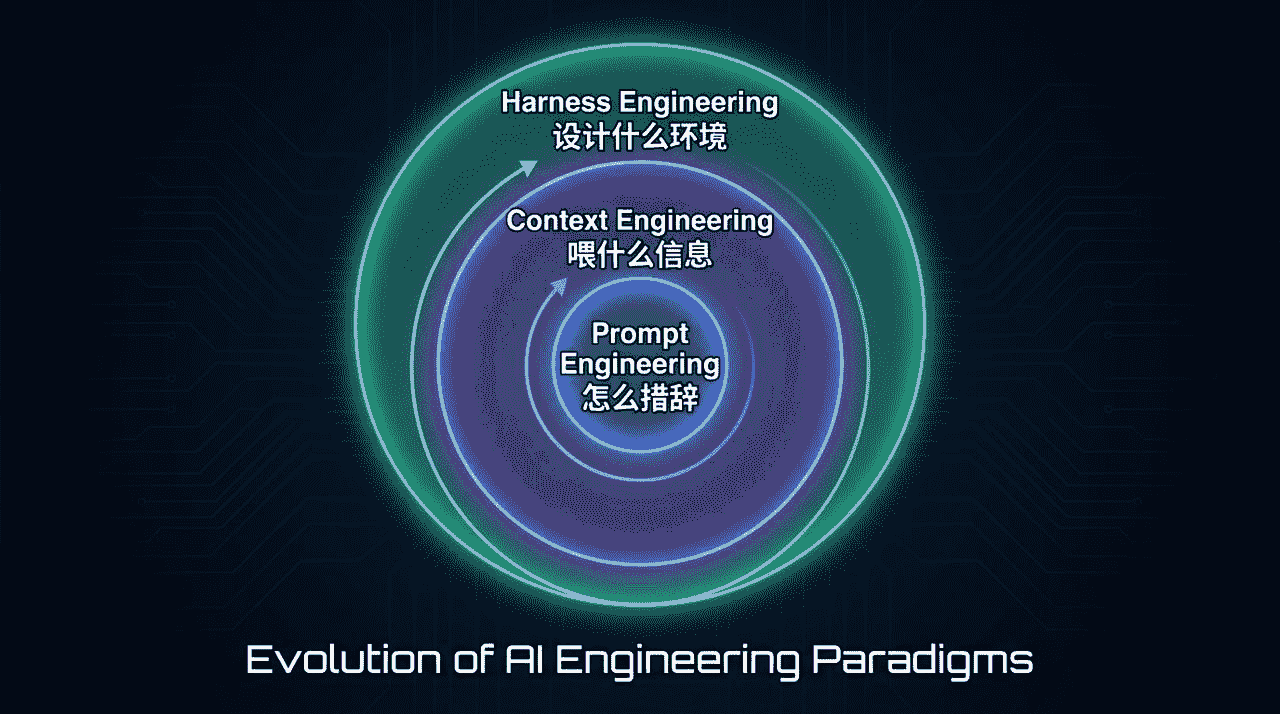 Harness Engineering
设计什么环境
Context Engineering
喂什么信息
Prompt
Engineering
怎么措辞
Evolution of AI Engineering Paradigms